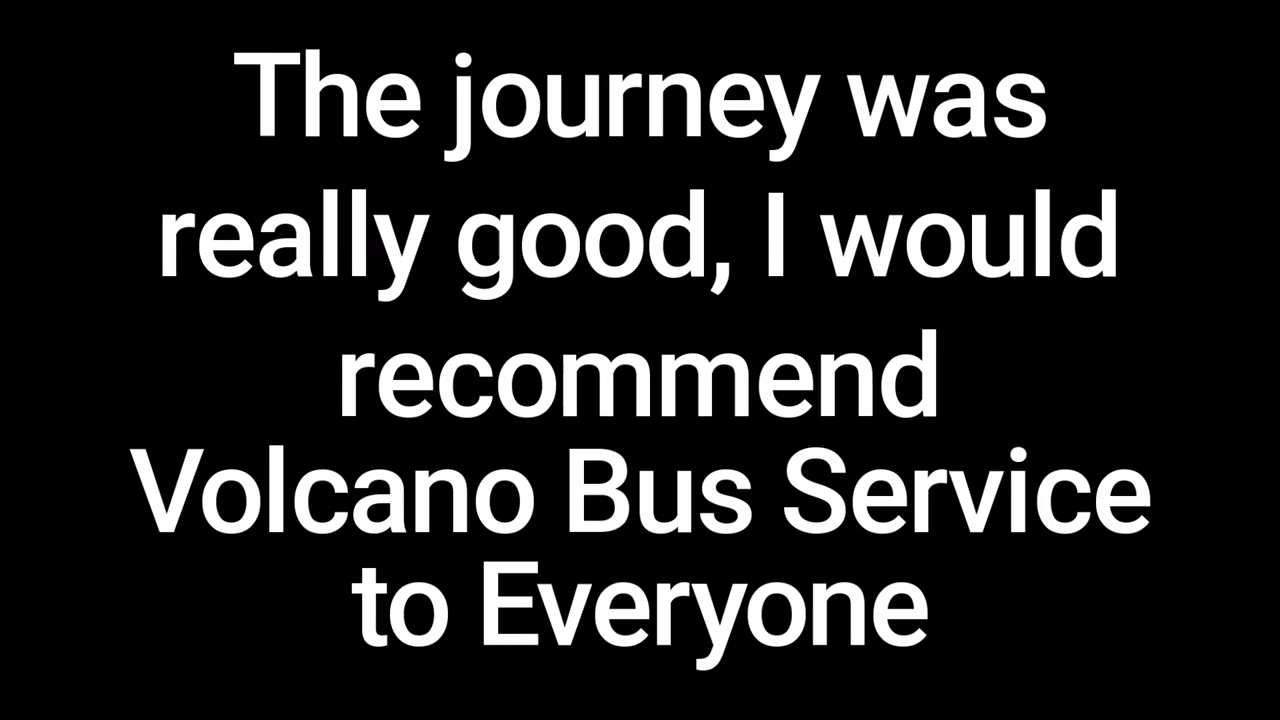 The journey was
really good, I would
recommend
Volcano Bus Service
to Everyone